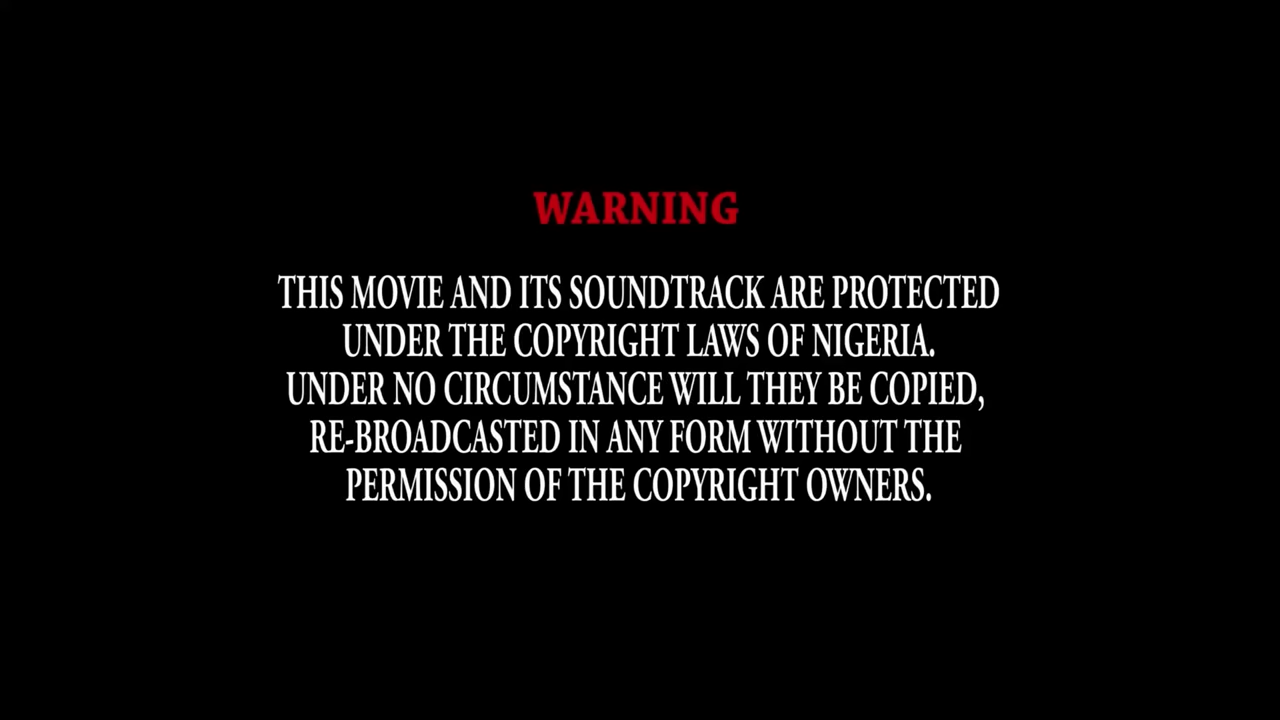 WARNING
THIS MOVIE AND ITS SOUNDTRACK ARE PROTECTED
UNDER THE COPYRIGHT LAWS OF NIGERIA.
UNDER NO CIRCUMSTANCE WILL THEY BE COPIED,
RE-BROADCASTED IN ANY FORM WITHOUT THE
PERMISSION OF THE COPYRIGHT OWNERS.